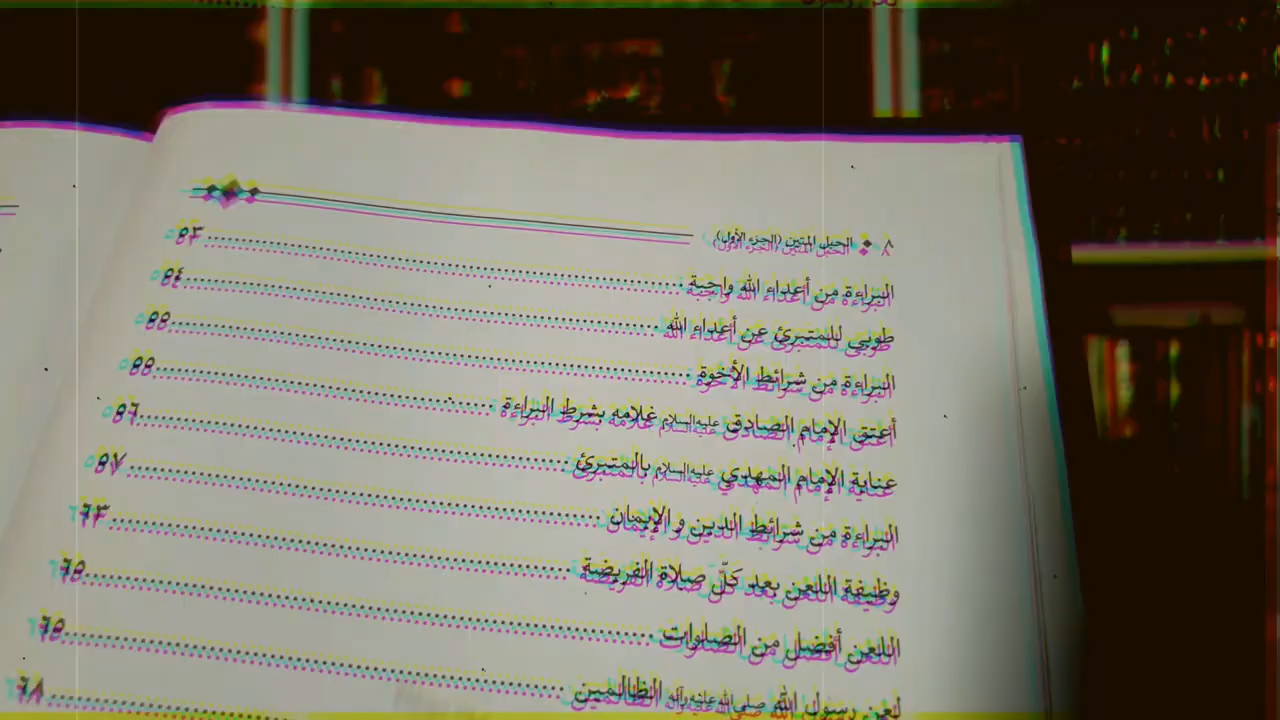 ٨ ◆ الحبل المتين (الجزء الأول)
البراءة من أعداء الله واجبة ........................ ٥٣
طوبى للمتبرئ عن أعداء الله ........................ ٥٤
البراءة من شرائط الأخوة ........................ ٥٥
أعتق الإمام الصادق عليه السلام غلامه بشرط البراءة ........................ ٥٥
عناية الإمام المهدي عليه السلام بالمتبرئ ........................ ٥٦
البراءة من شرائط الدين و الإيمان ........................ ٥٧
وظيفة اللعن بعد كلّ صلاة الفريضة ........................ ٦٣
اللعن أفضل من الصلوات ........................ ٦٥
لعن رسول الله صلى الله عليه وآله الظالمين ........................ ٦٥
........................ ٦٨